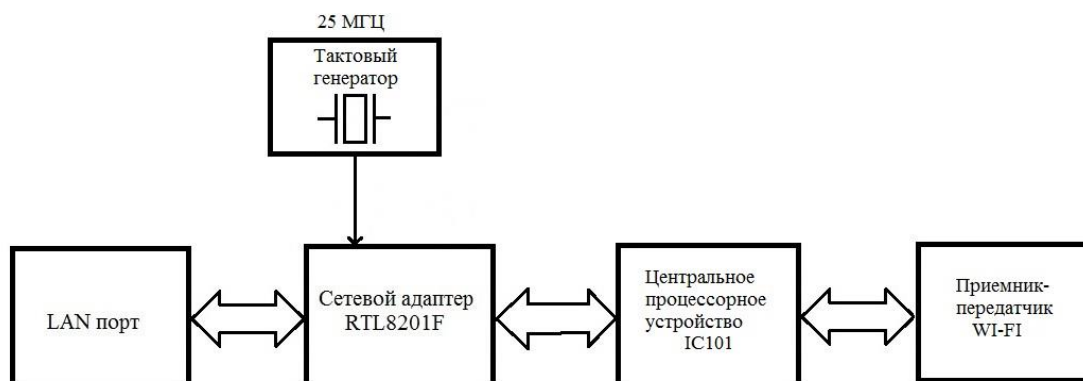 25 МГЦ
Тактовый
генератор
LAN порт
Сетевой адаптер
RTL8201F
Центральное
процессорное
устройство
IC101
Приемник-
передатчик
WI-FI